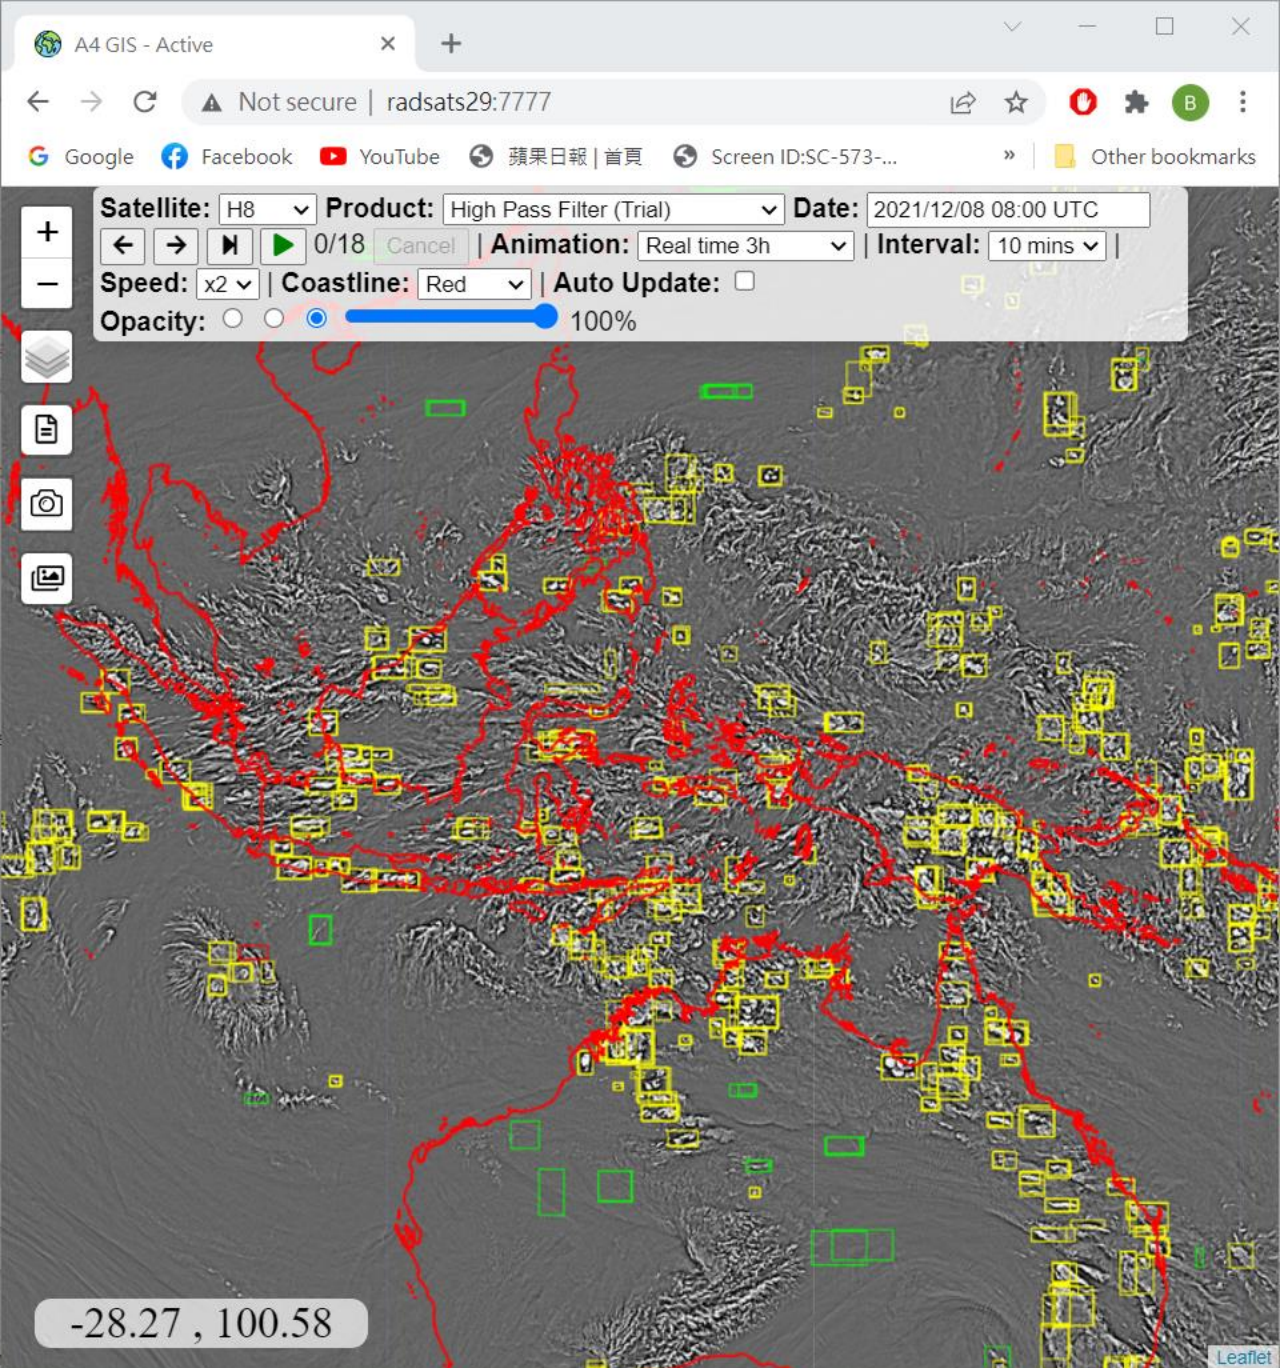 A4 GIS - Active
Not secure | radsats29:7777
B
Google Facebook YouTube 蘋果日報 | 首頁 Screen ID:SC-573-... » Other bookmarks
Satellite: H8 Product: High Pass Filter (Trial) Date: 2021/12/08 08:00 UTC
0/18 Cancel | Animation: Real time 3h | Interval: 10 mins |
Speed: x2 | Coastline: Red | Auto Update:
Opacity: 100%
+
−
-28.27 , 100.58
Leaflet